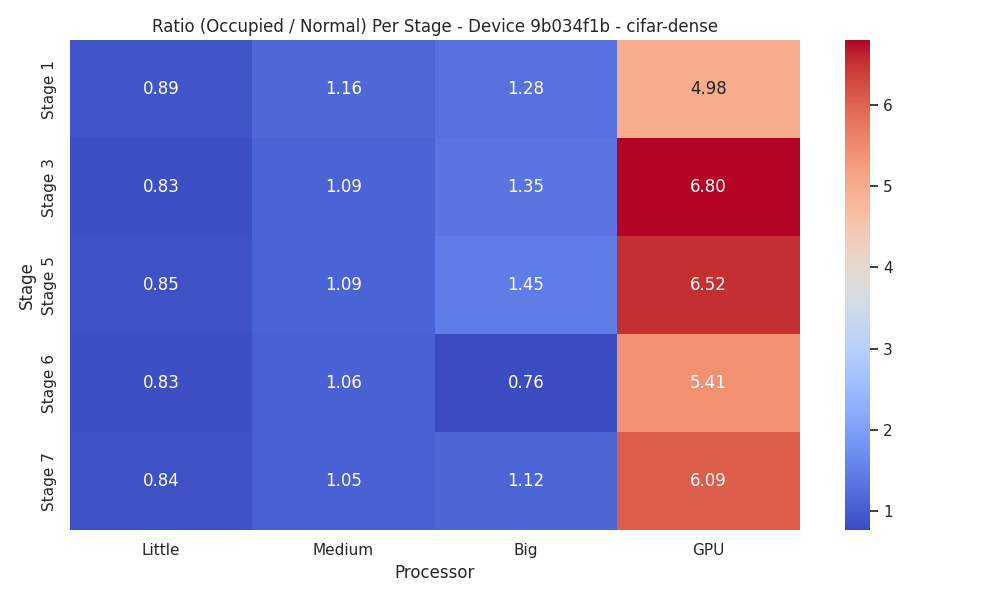 Ratio (Occupied / Normal) Per Stage - Device 9b034f1b - cifar-dense
Stage
Stage 1
0.89 1.16 1.28 4.98
Stage 3
0.83 1.09 1.35 6.80
Stage 5
0.85 1.09 1.45 6.52
Stage 6
0.83 1.06 0.76 5.41
Stage 7
0.84 1.05 1.12 6.09
Little Medium Big GPU
Processor
6
5
4
3
2
1